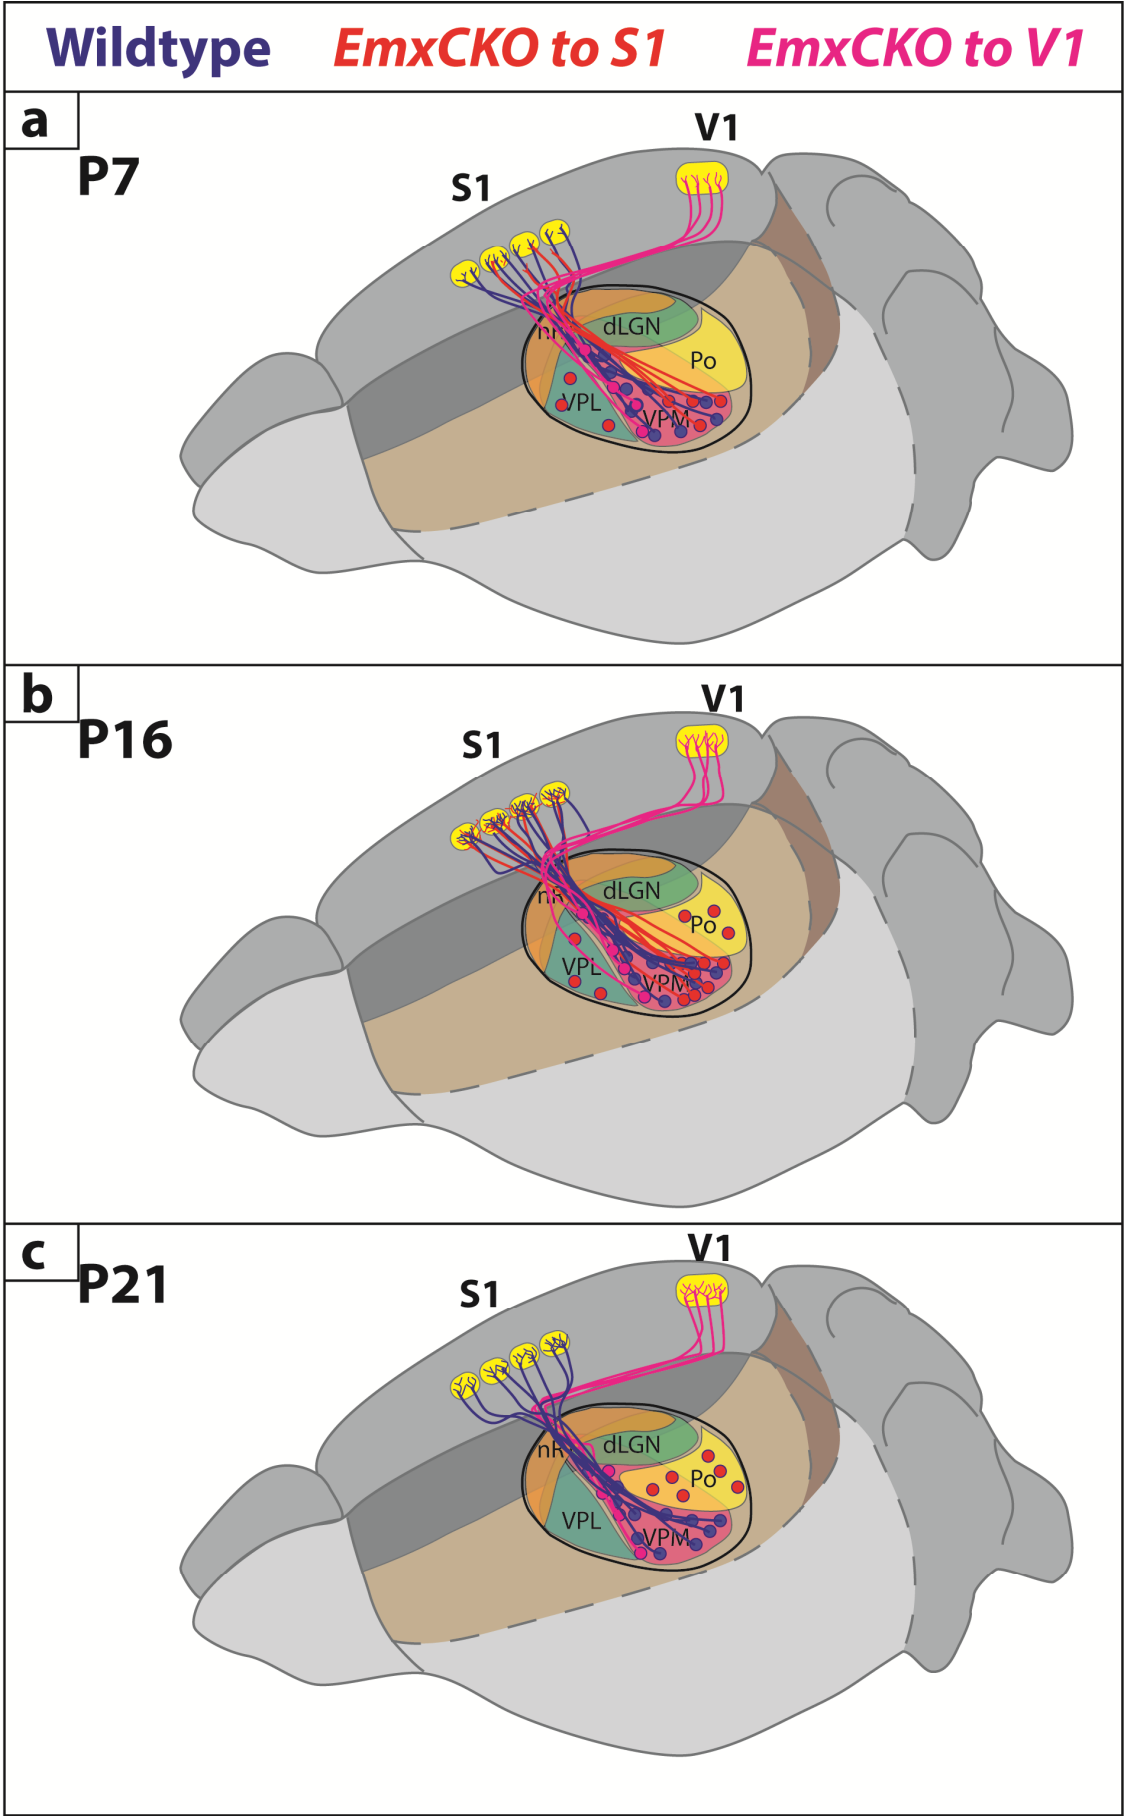 Wildtype EmxCKO to S1 EmxCKO to V1
a
P7
V1
S1
nR
dLGN
Po
VPL
VPM
b
P16
V1
S1
nR
dLGN
Po
VPL
VPM
c
P21
V1
S1
nR
dLGN
Po
VPL
VPM